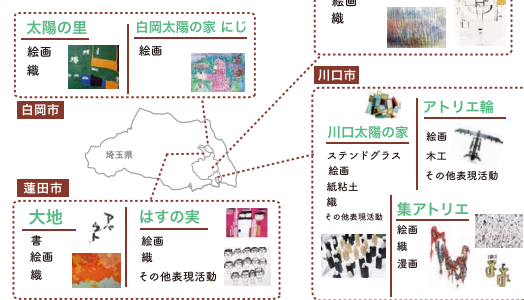 太陽の里
絵画
織
白岡太陽の家 にじ
絵画
白岡市
絵画
織
川口市
川口太陽の家
ステンドグラス
絵画
紙粘土
織
その他表現活動
アトリエ輪
絵画
木工
その他表現活動
集アトリエ
絵画
織
漫画
埼玉県
蓮田市
大地
書
絵画
織
はすの実
絵画
織
その他表現活動